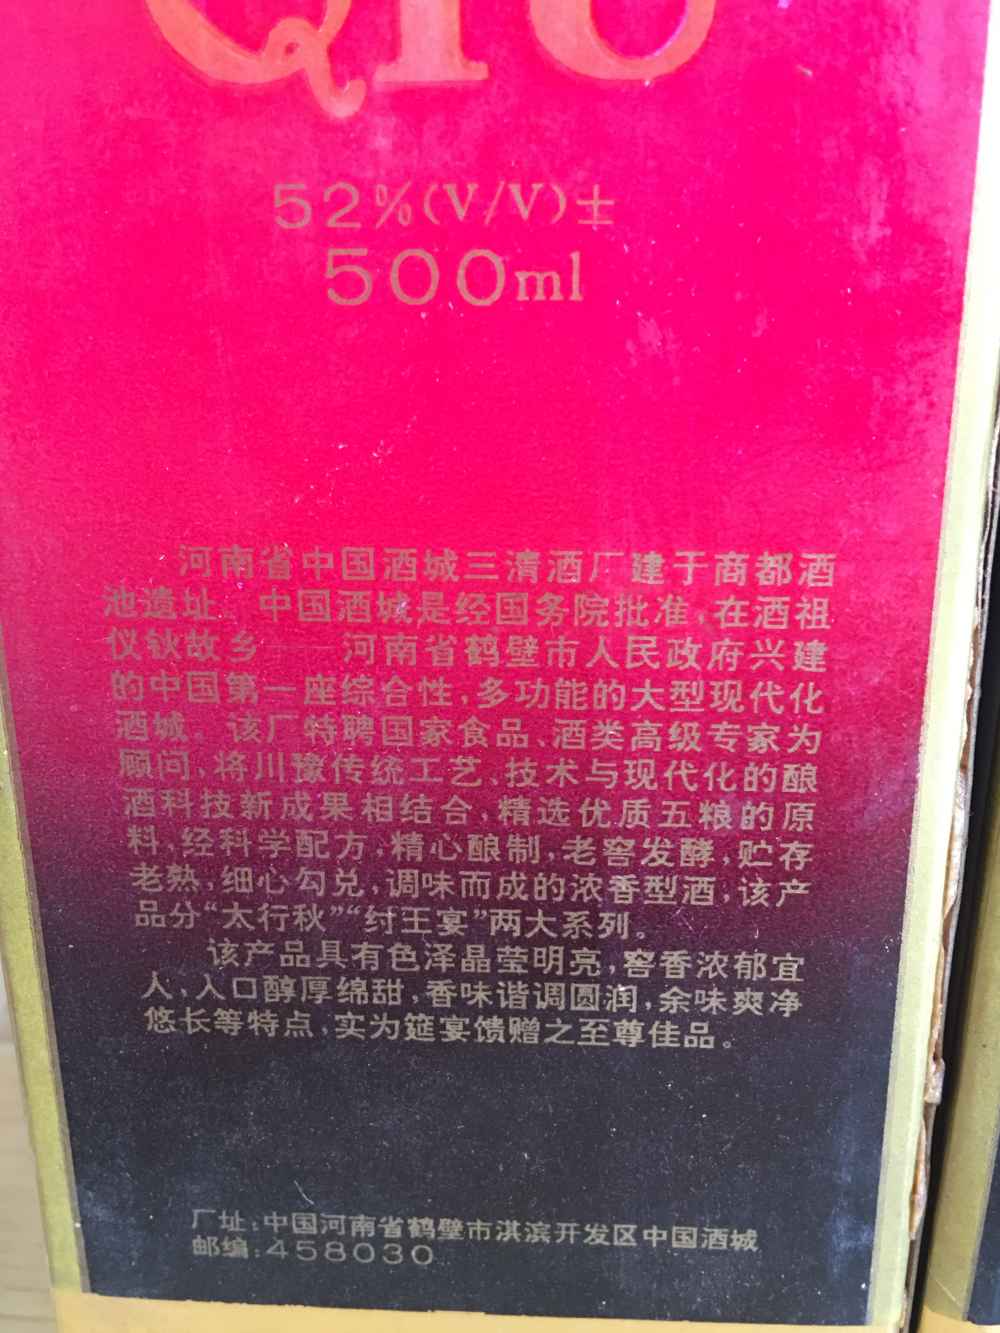 QIU
52%(V/V)±
500ml
河南省中国酒城三清酒厂建于商都酒
池遗址。中国酒城是经国务院批准,在酒祖
仪钬故乡——河南省鹤壁市人民政府兴建
的中国第一座综合性,多功能的大型现代化
酒城。该厂特聘国家食品、酒类高级专家为
顾问,将川豫传统工艺、技术与现代化的酿
酒科技新成果相结合,精选优质五粮的原
料,经科学配方,精心酿制,老窖发酵,贮存
老熟,细心勾兑,调味而成的浓香型酒,该产
品分“太行秋”“纣王宴”两大系列。
该产品具有色泽晶莹明亮,窖香浓郁宜
人,入口醇厚绵甜,香味谐调圆润,余味爽净
悠长等特点,实为筵宴馈赠之至尊佳品。
厂址:中国河南省鹤壁市淇滨开发区中国酒城
邮编:458030